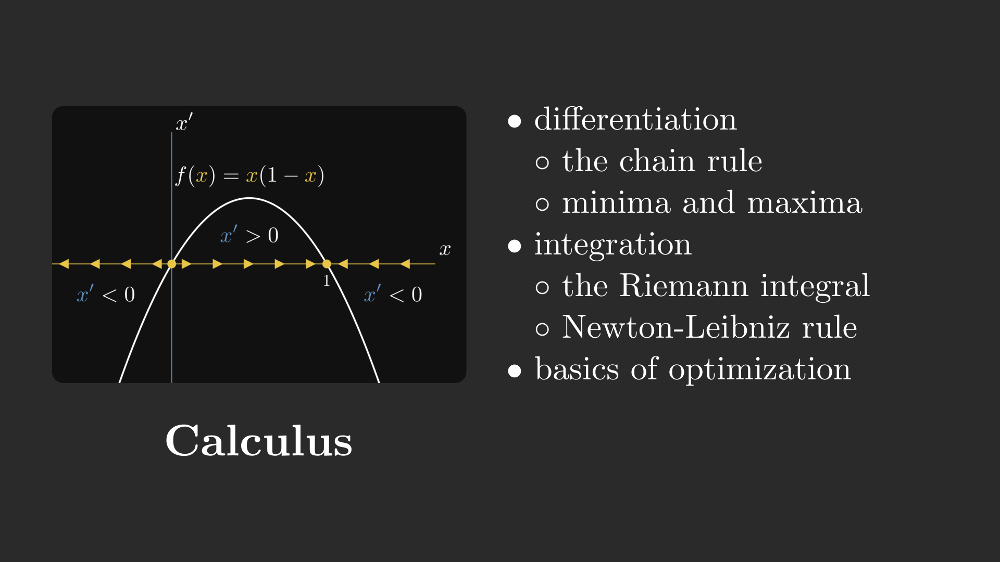 x′
f(x) = x(1 − x)
x′ > 0
x
1
x′ < 0
x′ < 0
Calculus
• differentiation
◦ the chain rule
◦ minima and maxima
• integration
◦ the Riemann integral
◦ Newton-Leibniz rule
• basics of optimization